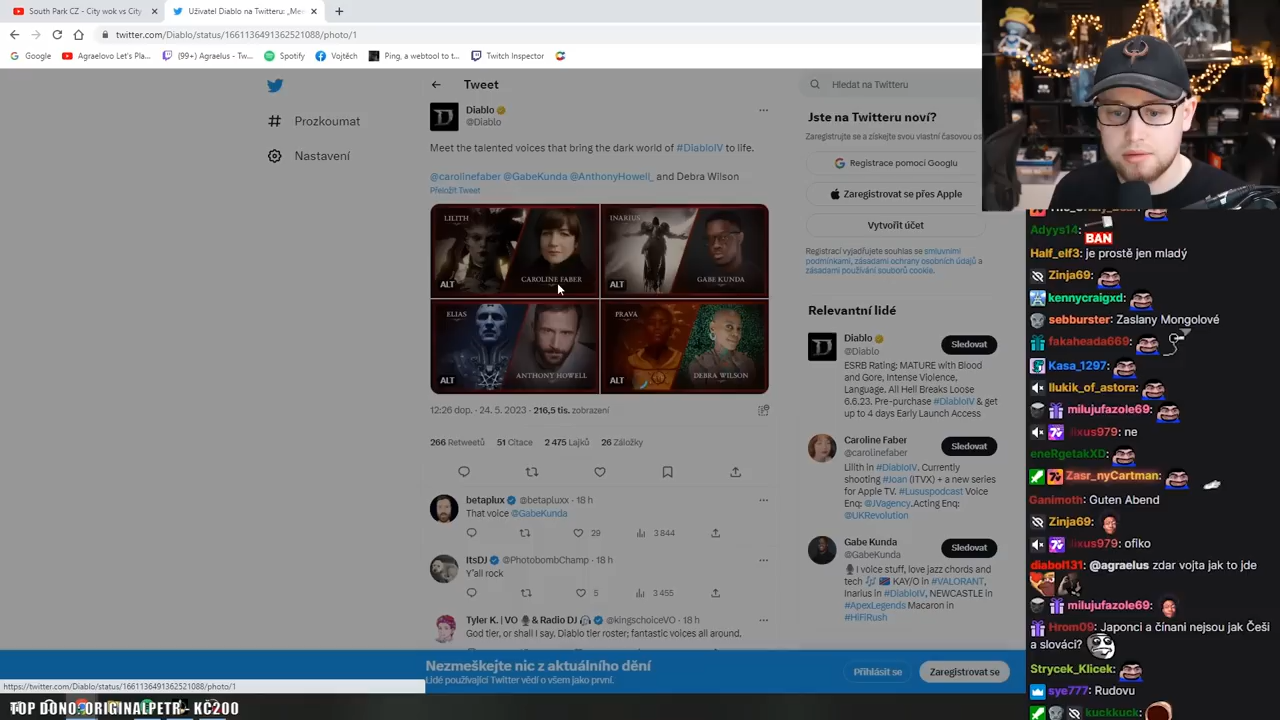 South Park CZ - City wok vs City
Uživatel Diablo na Twitteru: „Mee
twitter.com/Diablo/status/1661136491362521088/photo/1
Google
Agraelovo Let's Pla...
(99+) Agraelus - Tw...
Spotify
Vojtěch
Ping, a webtool to t...
Twitch Inspector
Prozkoumat
Nastavení
Tweet
Diablo
@Diablo
Meet the talented voices that bring the dark world of #DiabloIV to life.
@carolinefaber @GabeKunda @AnthonyHowell_ and Debra Wilson
Přeložit Tweet
LILITH
CAROLINE FABER
ALT
INARIUS
GABE KUNDA
ALT
ELIAS
ANTHONY HOWELL
ALT
PRAVA
DEBRA WILSON
ALT
12:26 dop. · 24. 5. 2023 · 216,5 tis. zobrazení
266 Retweetů 51 Citace 2 475 Lajků 26 Záložky
betaplux @betapluxx · 18 h
That voice @GabeKunda
29
3 844
ItsDJ @PhotobombChamp · 18 h
Y'all rock
5
3 455
Tyler K. | VO & Radio DJ @kingschoiceVO · 18 h
God tier, or shall I say, Diablo tier roster; fantastic voices all around.
Hledat na Twitteru
Jste na Twitteru noví?
Zaregistrujte se a získejte svou vlastní časovou os
Registrace pomocí Googlu
Zaregistrovat se přes Apple
Vytvořit účet
Registrací vyjadřujete souhlas se smluvními
podmínkami, zásadami ochrany osobních údajů a
zásadami používání souborů cookie.
Relevantní lidé
Diablo
@Diablo
Sledovat
ESRB Rating: MATURE with Blood
and Gore, Intense Violence,
Language. All Hell Breaks Loose
6.6.23. Pre-purchase #DiabloIV & get
up to 4 days Early Launch Access
Caroline Faber
@carolinefaber
Sledovat
Lilith in #DiabloIV. Currently
shooting #Joan (ITVX) + a new series
for Apple TV. #Lususpodcast Voice
Enq: @JVagency.Acting Enq:
@UKRevolution
Gabe Kunda
@GabeKunda
Sledovat
I voice stuff, love jazz chords and
tech KAY/O in #VALORANT,
Inarius in #DiabloIV, NEWCASTLE in
#ApexLegends Macaron in
#HiFiRush
Nezmeškejte nic z aktuálního dění
Lidé používající Twitter vědí o všem jako první.
Přihlásit se
Zaregistrovat se
https://twitter.com/Diablo/status/1661136491362521088/photo/1
TOP DONO: ORIGINALPETR - KČ200
Adyys14:
BAN
Half_elf3: je prostě jen mladý
Zinja69:
kennycraigxd:
sebburster: Zaslany Mongolové
fakaheada669:
Kasa_1297:
llukik_of_astora:
milujufazole69:
lixus979: ne
eneRgetakXD:
Zasr_nyCartman:
Ganimoth: Guten Abend
Zinja69:
lixus979: ofiko
diabol131: @agraelus zdar vojta jak to jde
milujufazole69:
Hrom09: Japonci a čínani nejsou jak Češi
a slováci?
Strycek_Klicek:
sye777: Rudovu
kuckkuck: